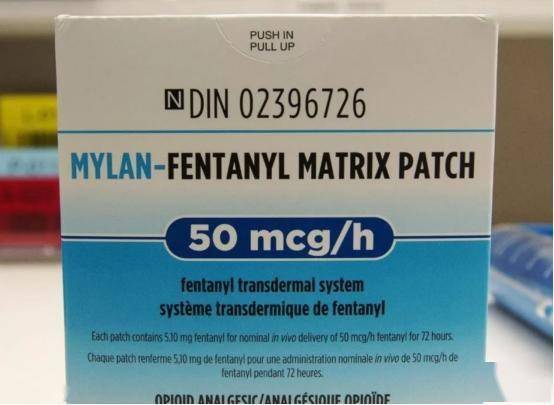 PUSH IN
PULL UP
N DIN 02396726
MYLAN-FENTANYL MATRIX PATCH
50 mcg/h
fentanyl transdermal system
système transdermique de fentanyl
Each patch contains 5.10 mg fentanyl for nominal in vivo delivery of 50 mcg/h fentanyl for 72 hours.
Chaque patch renferme 5,10 mg de fentanyl pour une administration nominale in vivo de 50 mcg/h de
fentanyl pendant 72 heures.
OPIOID ANALGESIC/ANALGÉSIQUE OPIOÏDE